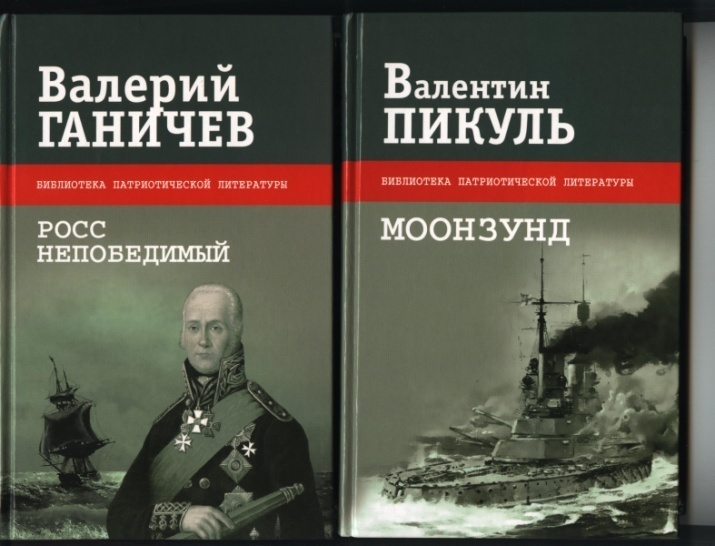 Валерий
ГАНИЧЕВ
БИБЛИОТЕКА ПАТРИОТИЧЕСКОЙ ЛИТЕРАТУРЫ
РОСС
НЕПОБЕДИМЫЙ
Валентин
ПИКУЛЬ
БИБЛИОТЕКА ПАТРИОТИЧЕСКОЙ ЛИТЕРАТУРЫ
МООНЗУНД